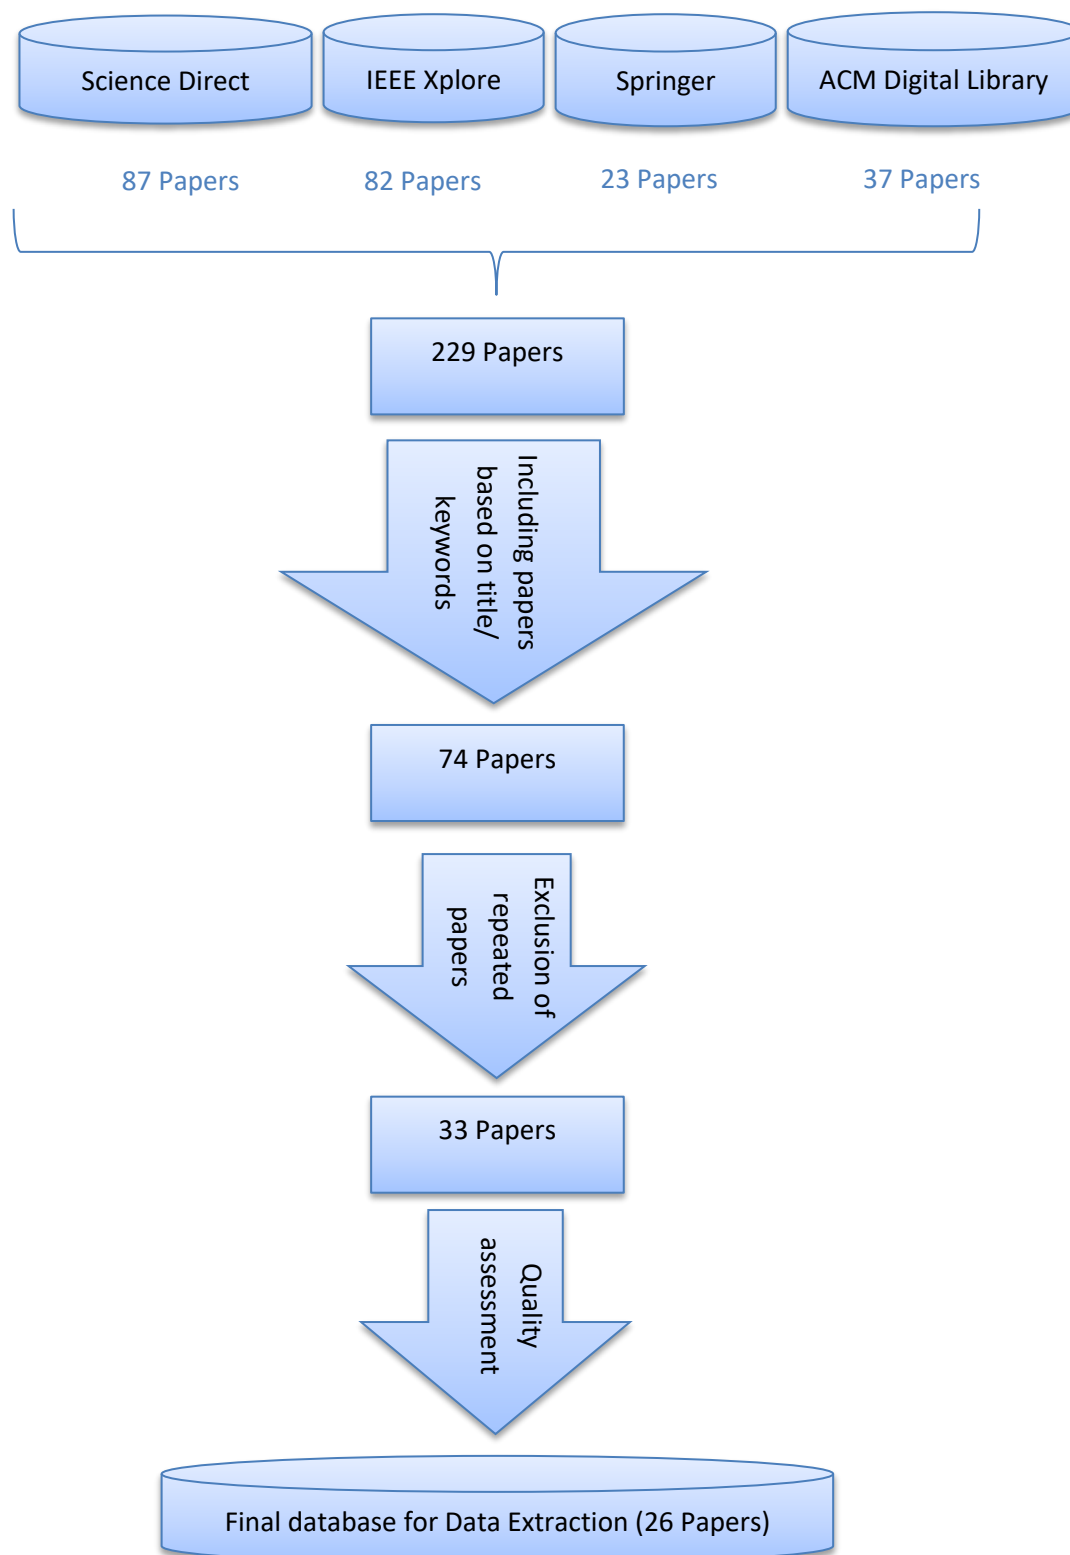 Science Direct
IEEE Xplore
Springer
ACM Digital Library
87 Papers
82 Papers
23 Papers
37 Papers
229 Papers
Including papers
based on title/
keywords
74 Papers
Exclusion of
repeated
papers
33 Papers
Quality
assessment
Final database for Data Extraction (26 Papers)